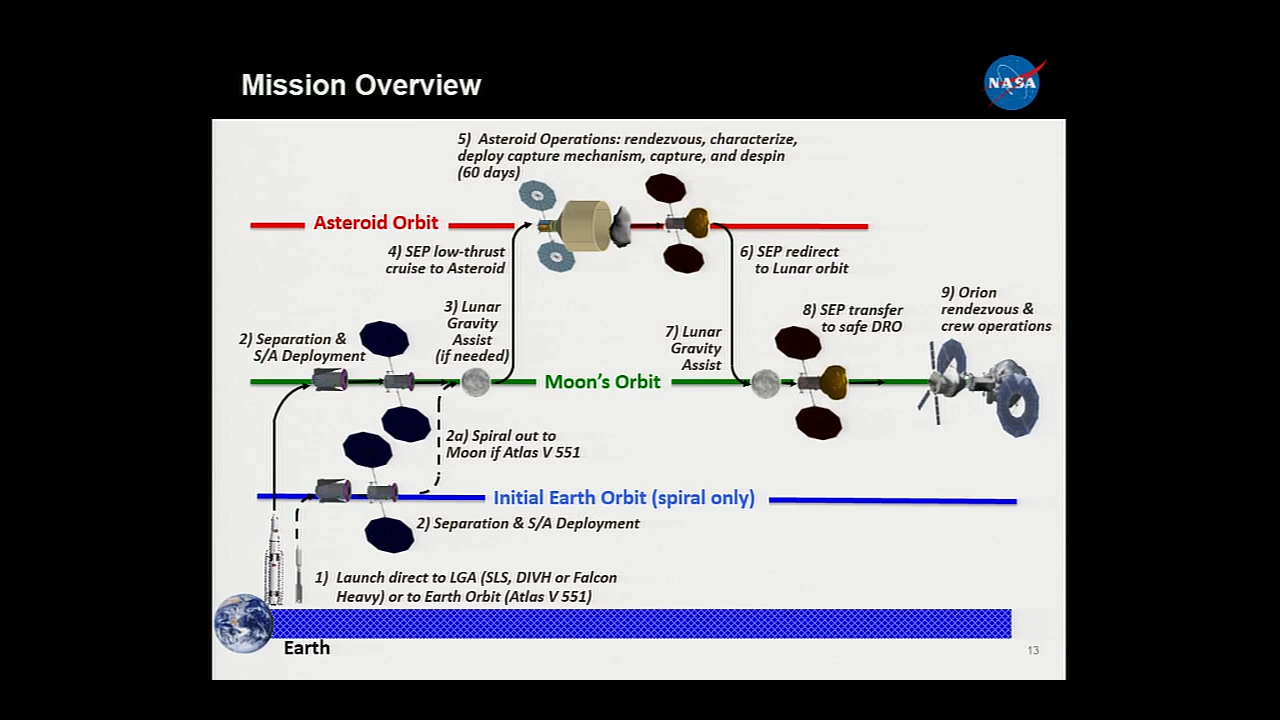 Mission Overview
NASA
5) Asteroid Operations: rendezvous, characterize,
deploy capture mechanism, capture, and despin
(60 days)
Asteroid Orbit
4) SEP low-thrust
cruise to Asteroid
6) SEP redirect
to Lunar orbit
3) Lunar
Gravity
Assist
(if needed)
2) Separation &
S/A Deployment
7) Lunar
Gravity
Assist
8) SEP transfer
to safe DRO
9) Orion
rendezvous &
crew operations
Moon's Orbit
2a) Spiral out to
Moon if Atlas V 551
Initial Earth Orbit (spiral only)
2) Separation & S/A Deployment
1) Launch direct to LGA (SLS, DIVH or Falcon
Heavy) or to Earth Orbit (Atlas V 551)
Earth
13